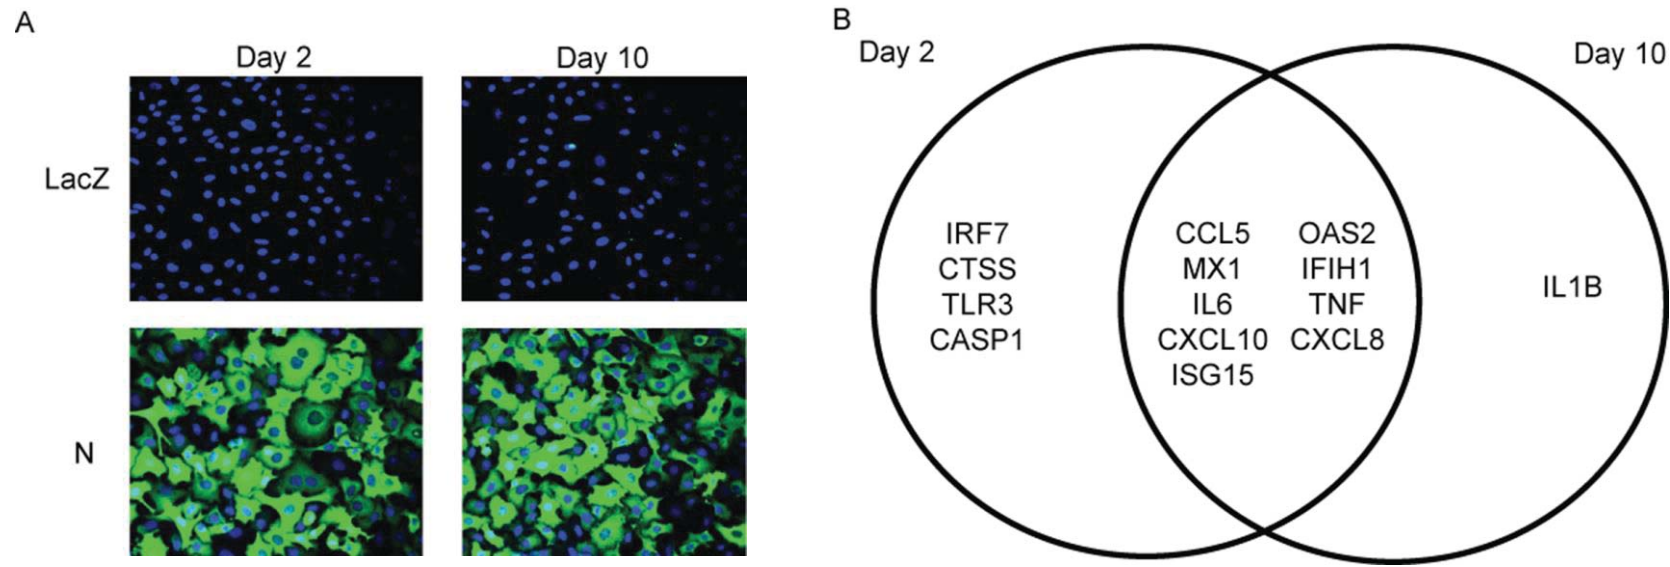 A
Day 2
Day 10
LacZ
N
B
Day 2
Day 10
IRF7
CTSS
TLR3
CASP1
CCL5 OAS2
MX1 IFIH1
IL6 TNF
CXCL10 CXCL8
ISG15
IL1B